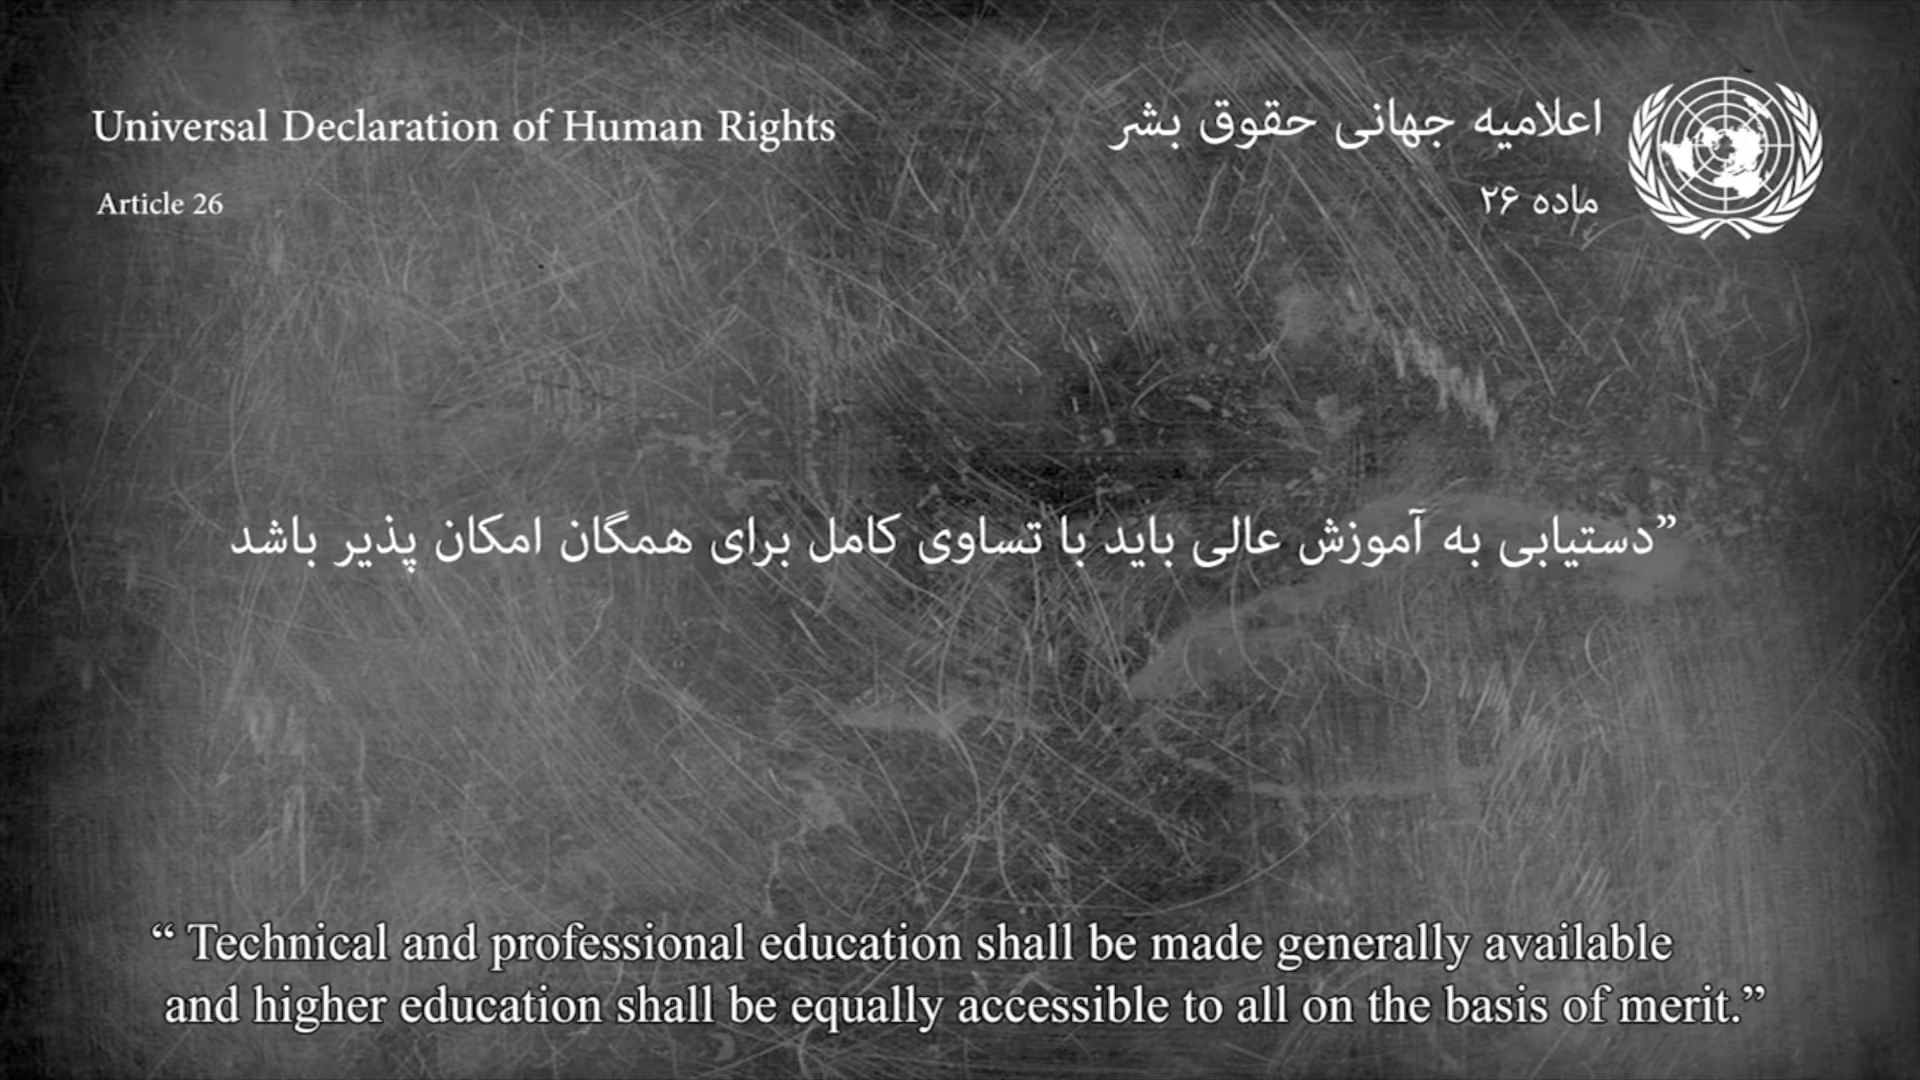 Universal Declaration of Human Rights
اعلامیه جهانی حقوق بشر
Article 26
ماده ۲۶
”دستیابی به آموزش عالی باید با تساوی کامل برای همگان امکان پذیر باشد
“ Technical and professional education shall be made generally available
and higher education shall be equally accessible to all on the basis of merit.”